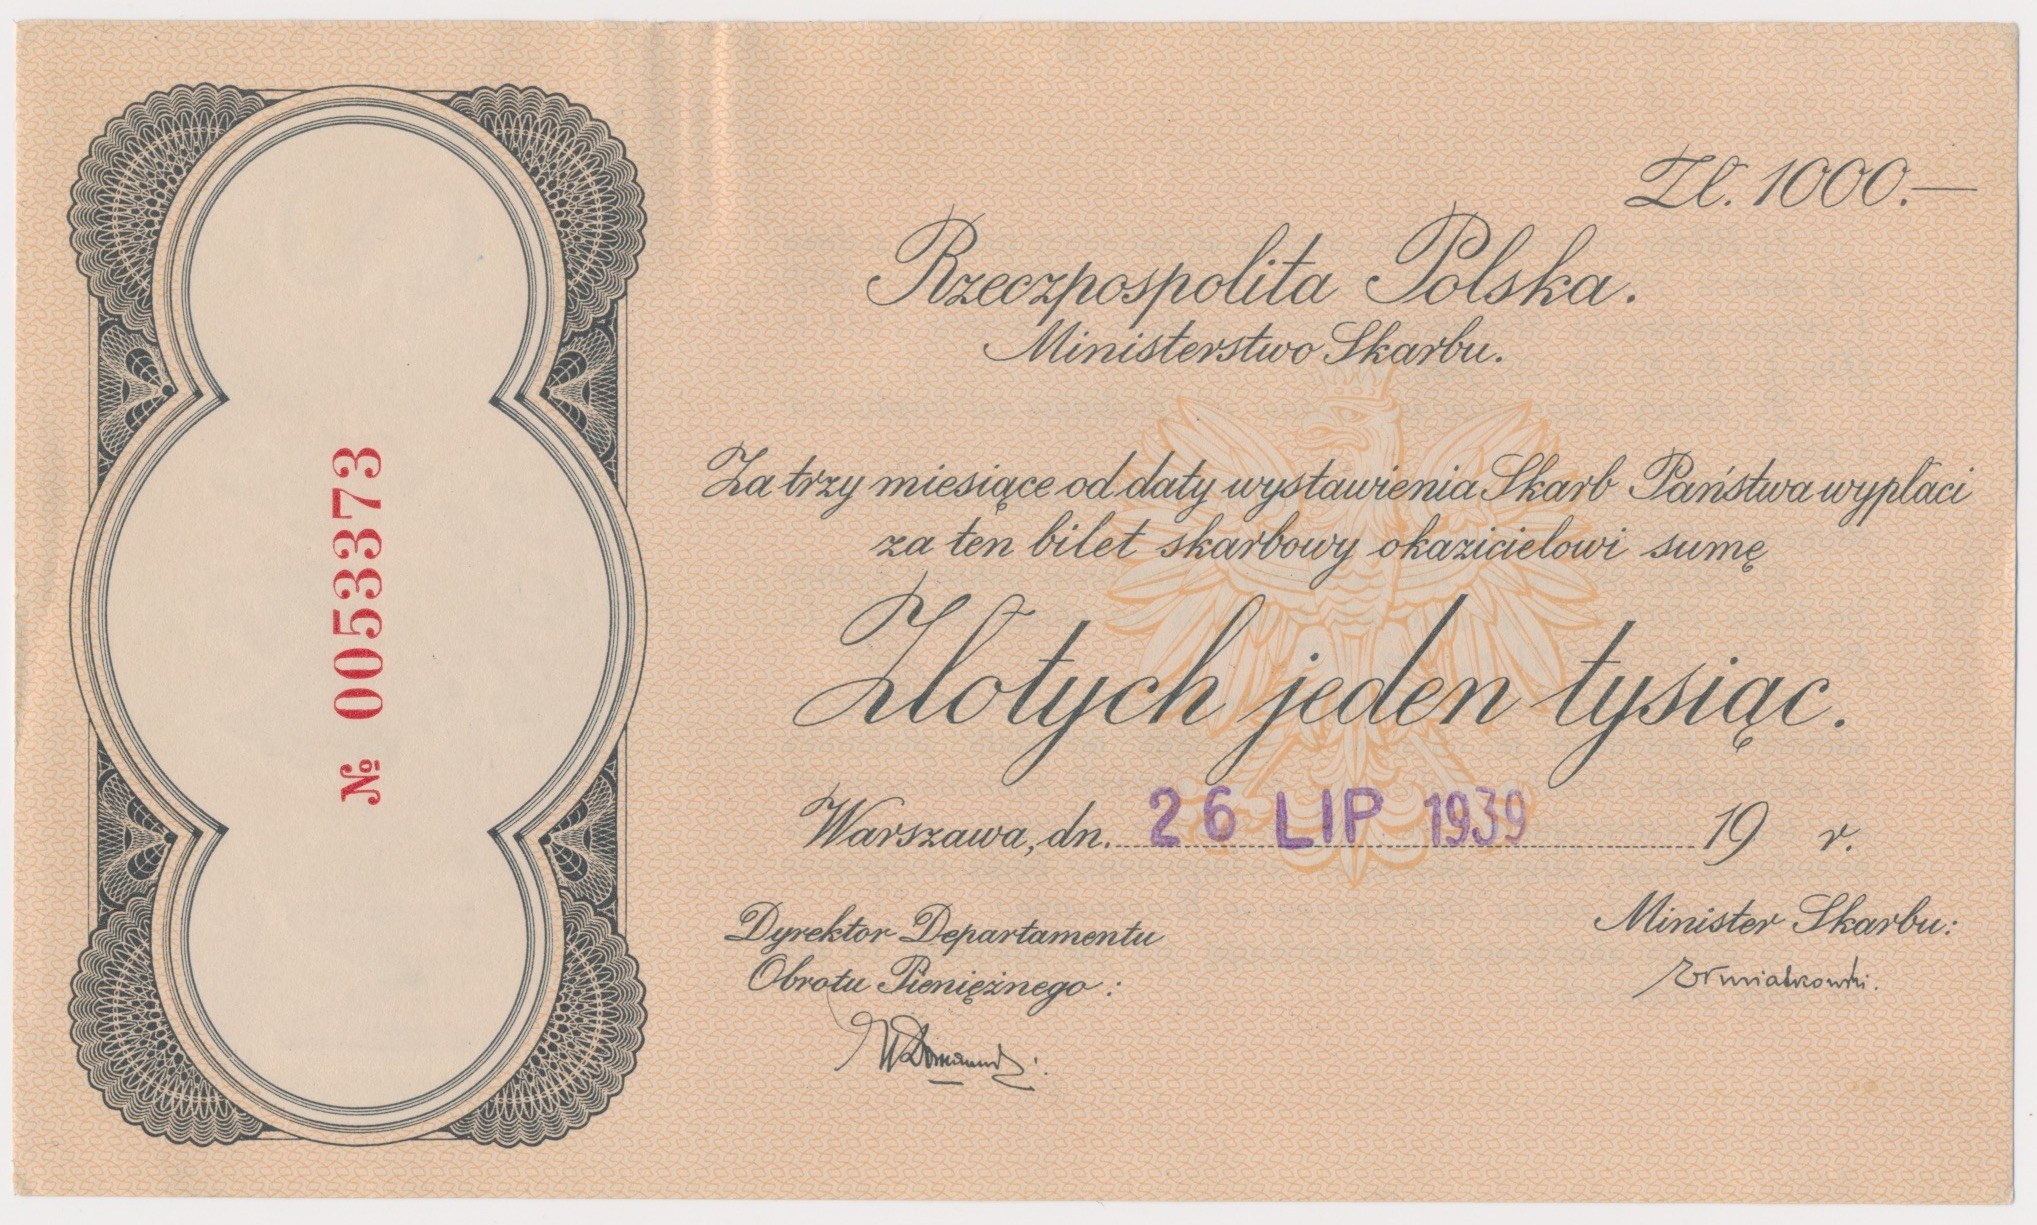 Zł. 1000.—
Rzeczpospolita Polska.
Ministerstwo Skarbu.
Za trzy miesiące od daty wystawienia Skarb Państwa wypłaci
za ten bilet skarbowy okazicielowi sumę
Złotych jeden tysiąc.
Warszawa, dn. 26 LIP 1939 19 r.
Dyrektor Departamentu
Obrotu Pieniężnego:
Minister Skarbu:
EKwiatkowski.
№ 0053373